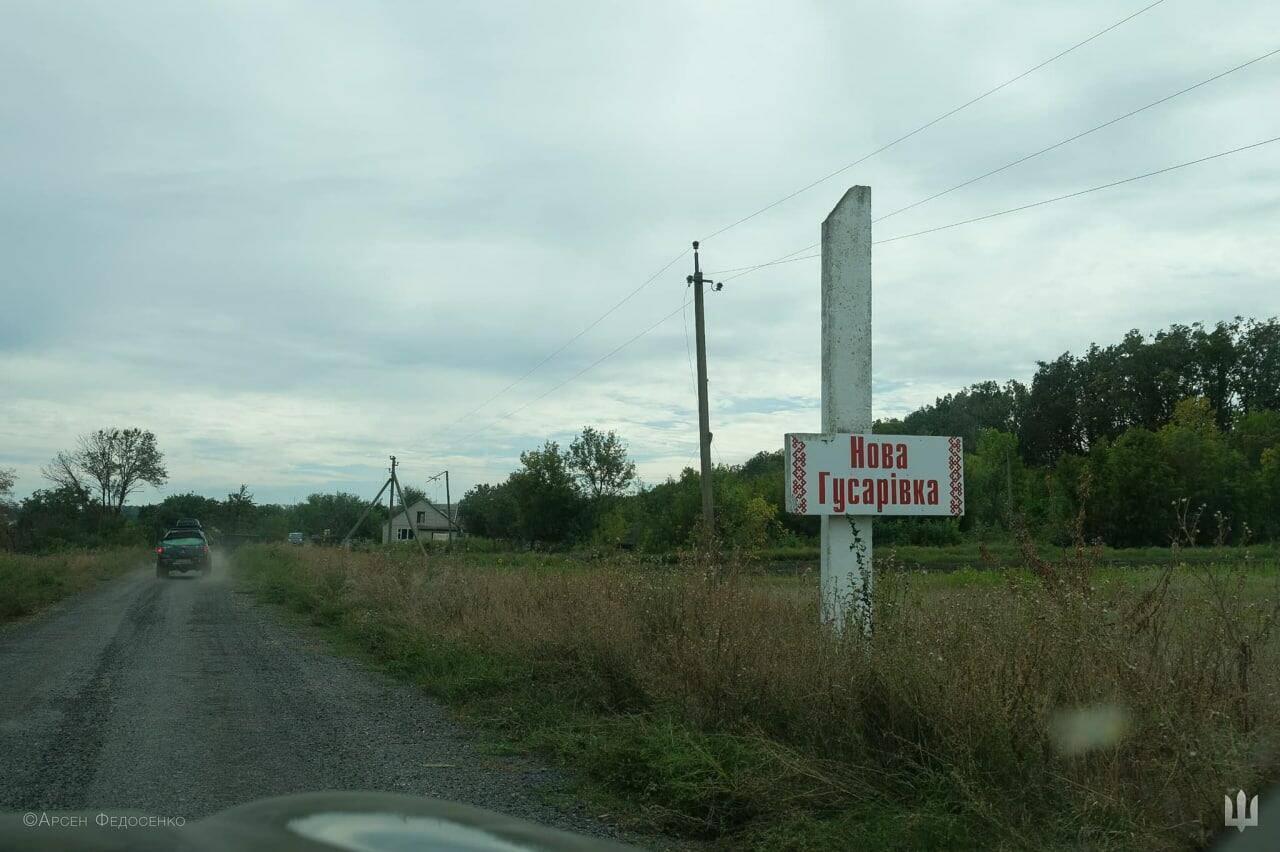 Нова
Гусарівка
©Арсен Федосенко